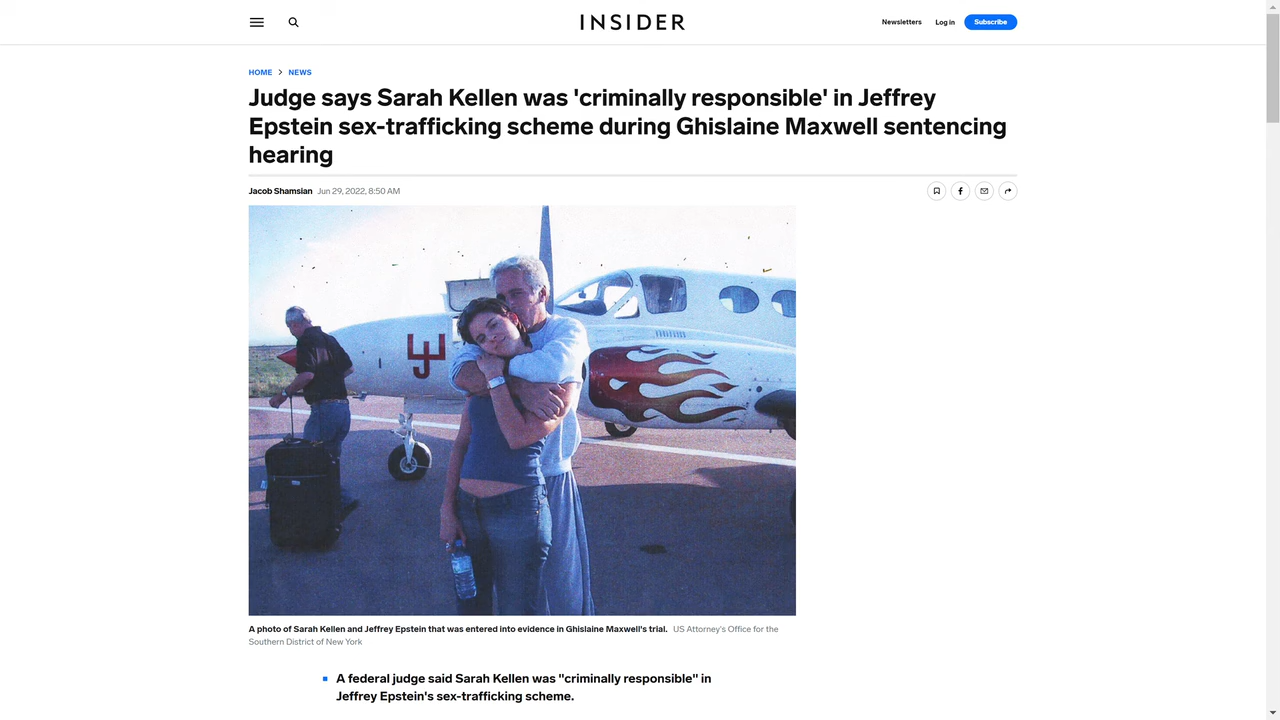 INSIDER
Newsletters
Log in
Subscribe
HOME > NEWS
Judge says Sarah Kellen was 'criminally responsible' in Jeffrey
Epstein sex-trafficking scheme during Ghislaine Maxwell sentencing
hearing
Jacob Shamsian Jun 29, 2022, 8:50 AM
A photo of Sarah Kellen and Jeffrey Epstein that was entered into evidence in Ghislaine Maxwell's trial. US Attorney's Office for the
Southern District of New York
A federal judge said Sarah Kellen was "criminally responsible" in
Jeffrey Epstein's sex-trafficking scheme.